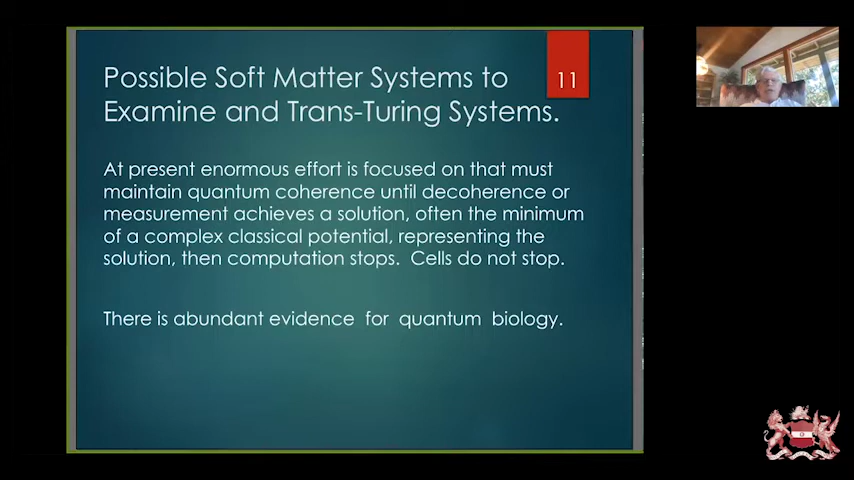 Possible Soft Matter Systems to
Examine and Trans-Turing Systems.
11
At present enormous effort is focused on that must
maintain quantum coherence until decoherence or
measurement achieves a solution, often the minimum
of a complex classical potential, representing the
solution, then computation stops.  Cells do not stop.
There is abundant evidence  for  quantum  biology.